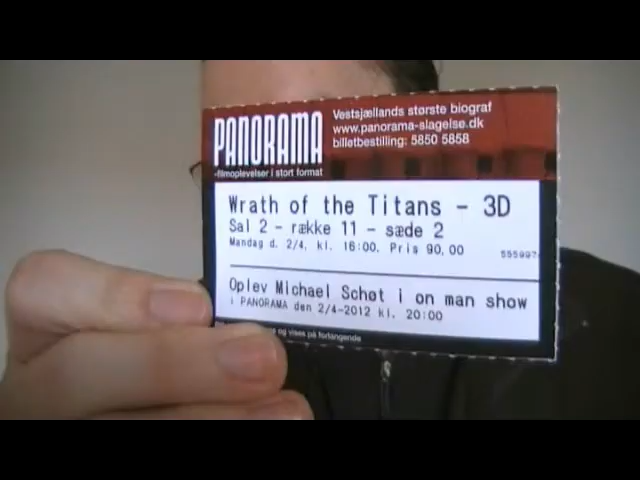 PANORAMA
-filmoplevelser i stort format
Vestsjællands største biograf
www.panorama-slagelse.dk
billetbestilling: 5850 5858
Wrath of the Titans - 3D
Sal 2 - række 11 - sæde 2
Mandag d. 2/4, kl. 16:00, Pris 90,00
555997
Oplev Michael Schøt i on man show
i PANORAMA den 2/4-2012 kl. 20:00
og vises på forlangende